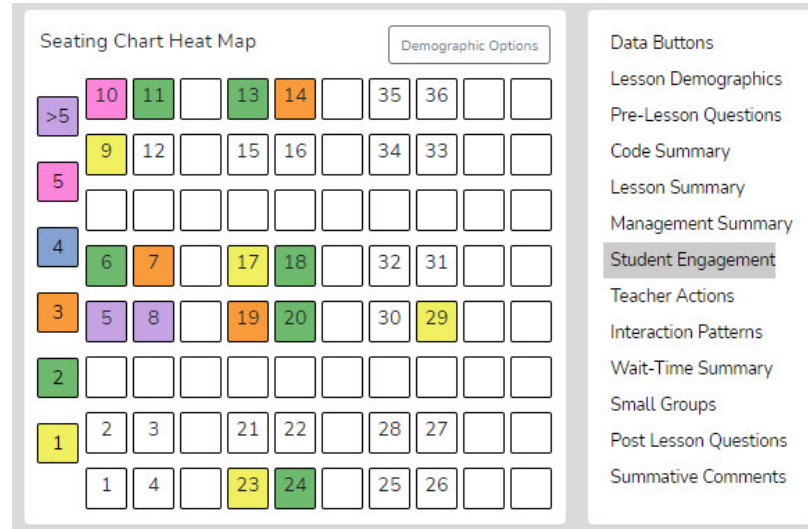 Seating Chart Heat Map
Demographic Options
10 11 13 14 35 36
>5
9 12 15 16 34 33
5
4
6 7 17 18 32 31
3
5 8 19 20 30 29
2
2 3 21 22 28 27
1
1 4 23 24 25 26
Data Buttons
Lesson Demographics
Pre-Lesson Questions
Code Summary
Lesson Summary
Management Summary
Student Engagement
Teacher Actions
Interaction Patterns
Wait-Time Summary
Small Groups
Post Lesson Questions
Summative Comments